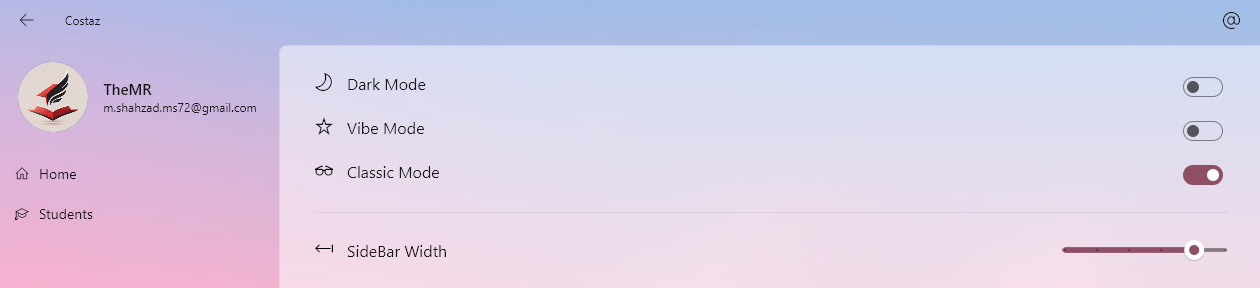 Costaz
@
TheMR
m.shahzad.ms72@gmail.com
Home
Students
Dark Mode
Vibe Mode
Classic Mode
SideBar Width